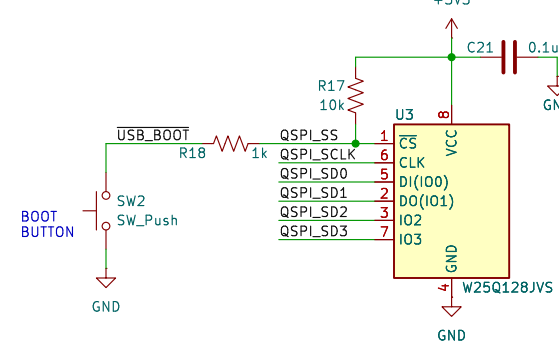 C21
0.1u
R17
10k
U3
8
USB_BOOT
QSPI_SS
1
CS
VCC
R18
1k
QSPI_SCLK
6
CLK
QSPI_SD0
5
DI(IO0)
SW2
QSPI_SD1
2
DO(IO1)
BOOT
BUTTON
SW_Push
QSPI_SD2
3
IO2
QSPI_SD3
7
IO3
GND
4
W25Q128JVS
GND
GND